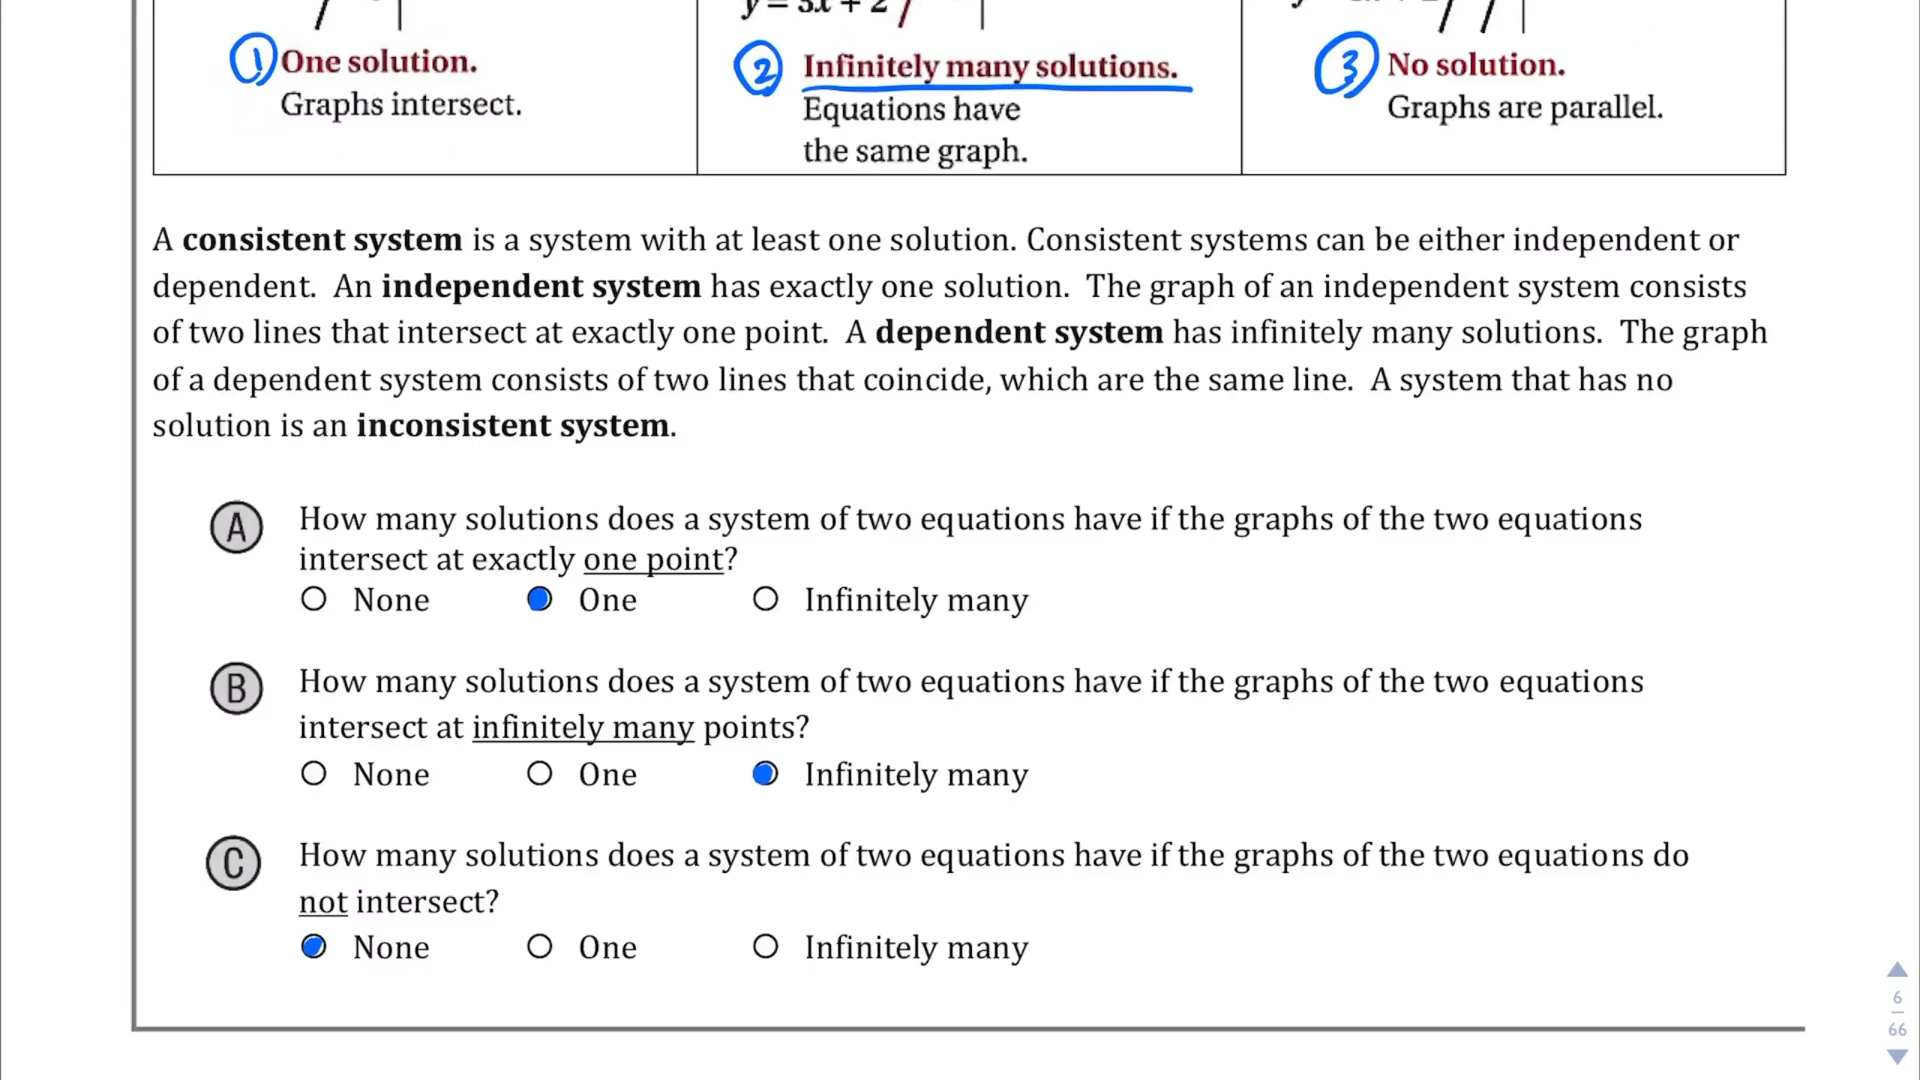 y = 3x + 2
① One solution.
Graphs intersect.
② Infinitely many solutions.
Equations have
the same graph.
③ No solution.
Graphs are parallel.
A consistent system is a system with at least one solution. Consistent systems can be either independent or
dependent. An independent system has exactly one solution. The graph of an independent system consists
of two lines that intersect at exactly one point. A dependent system has infinitely many solutions. The graph
of a dependent system consists of two lines that coincide, which are the same line. A system that has no
solution is an inconsistent system.
A How many solutions does a system of two equations have if the graphs of the two equations
intersect at exactly one point?
None One Infinitely many
B How many solutions does a system of two equations have if the graphs of the two equations
intersect at infinitely many points?
None One Infinitely many
C How many solutions does a system of two equations have if the graphs of the two equations do
not intersect?
None One Infinitely many
6
66